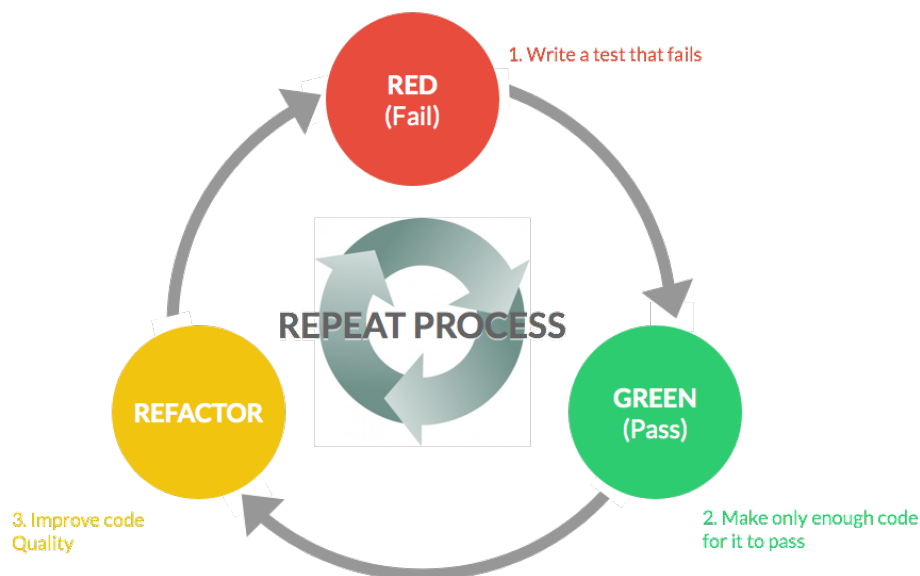 1. Write a test that fails
RED
(Fail)
REPEAT PROCESS
GREEN
(Pass)
2. Make only enough code
for it to pass
REFACTOR
3. Improve code
Quality